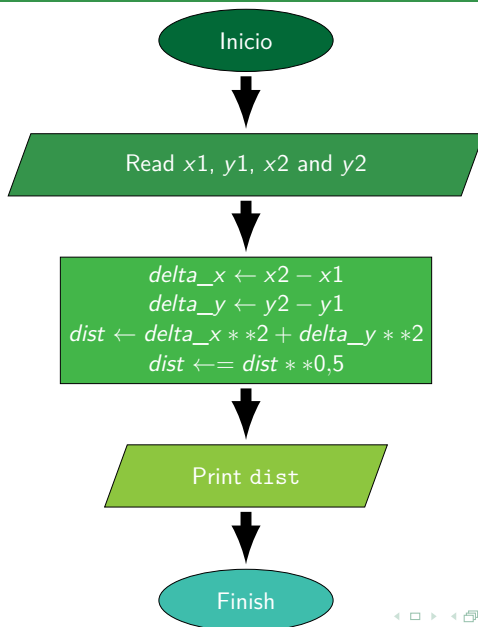 Inicio
Read x1, y1, x2 and y2
delta_x ← x2 − x1
delta_y ← y2 − y1
dist ← delta_x ∗ ∗2 + delta_y ∗ ∗2
dist ←= dist ∗ ∗0,5
Print dist
Finish